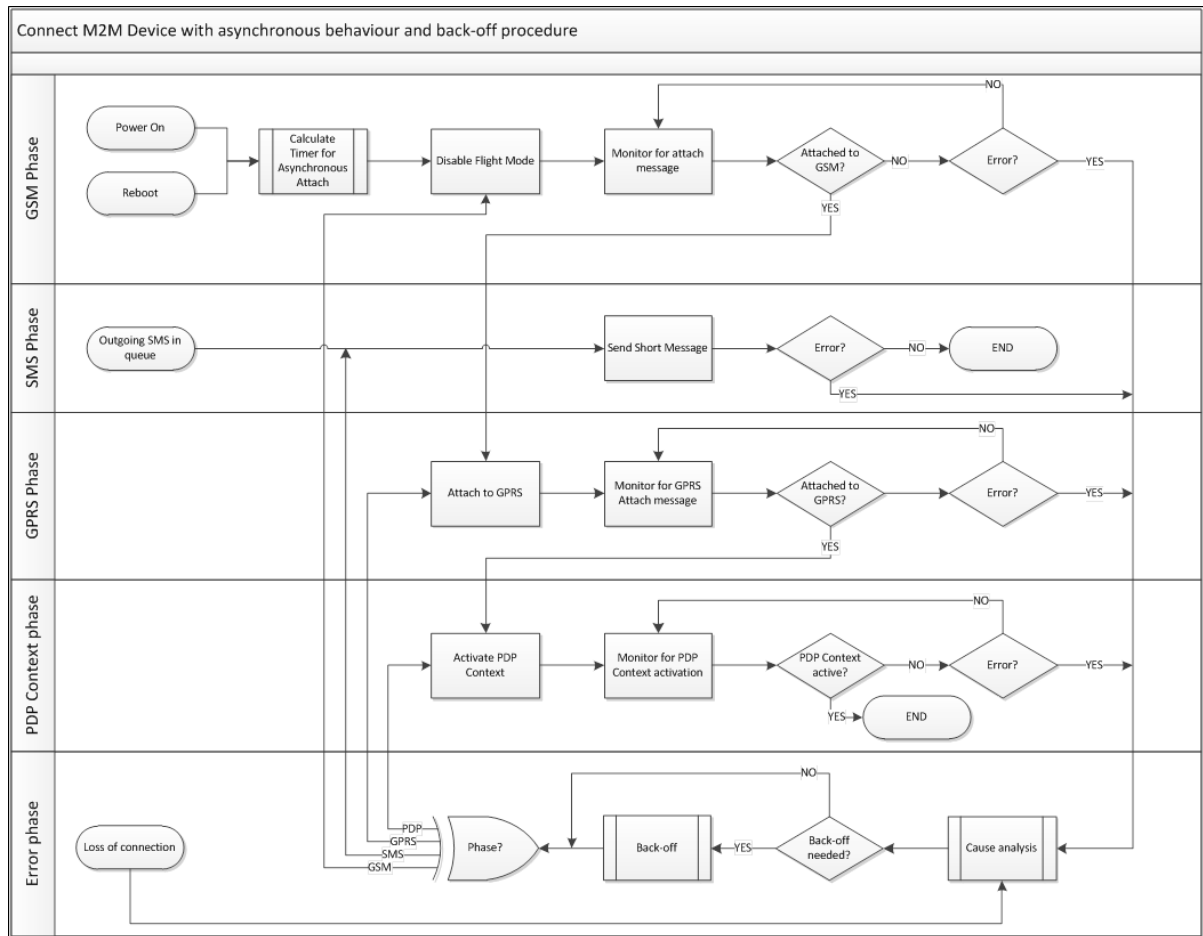 Connect M2M Device with asynchronous behaviour and back-off procedure
GSM Phase
Power On
Reboot
Calculate
Timer for
Asynchronous
Attach
Disable Flight Mode
Monitor for attach
message
Attached to
GSM?
NO
YES
Error?
NO
YES
SMS Phase
Outgoing SMS in
queue
Send Short Message
Error?
NO
YES
END
GPRS Phase
Attach to GPRS
Monitor for GPRS
Attach message
Attached to
GPRS?
YES
Error?
NO
YES
PDP Context phase
Activate PDP
Context
Monitor for PDP
Context activation
PDP Context
active?
NO
YES
END
Error?
NO
YES
Error phase
Loss of connection
PDP
GPRS
SMS
GSM
Phase?
Back-off
YES
NO
Back-off
needed?
Cause analysis